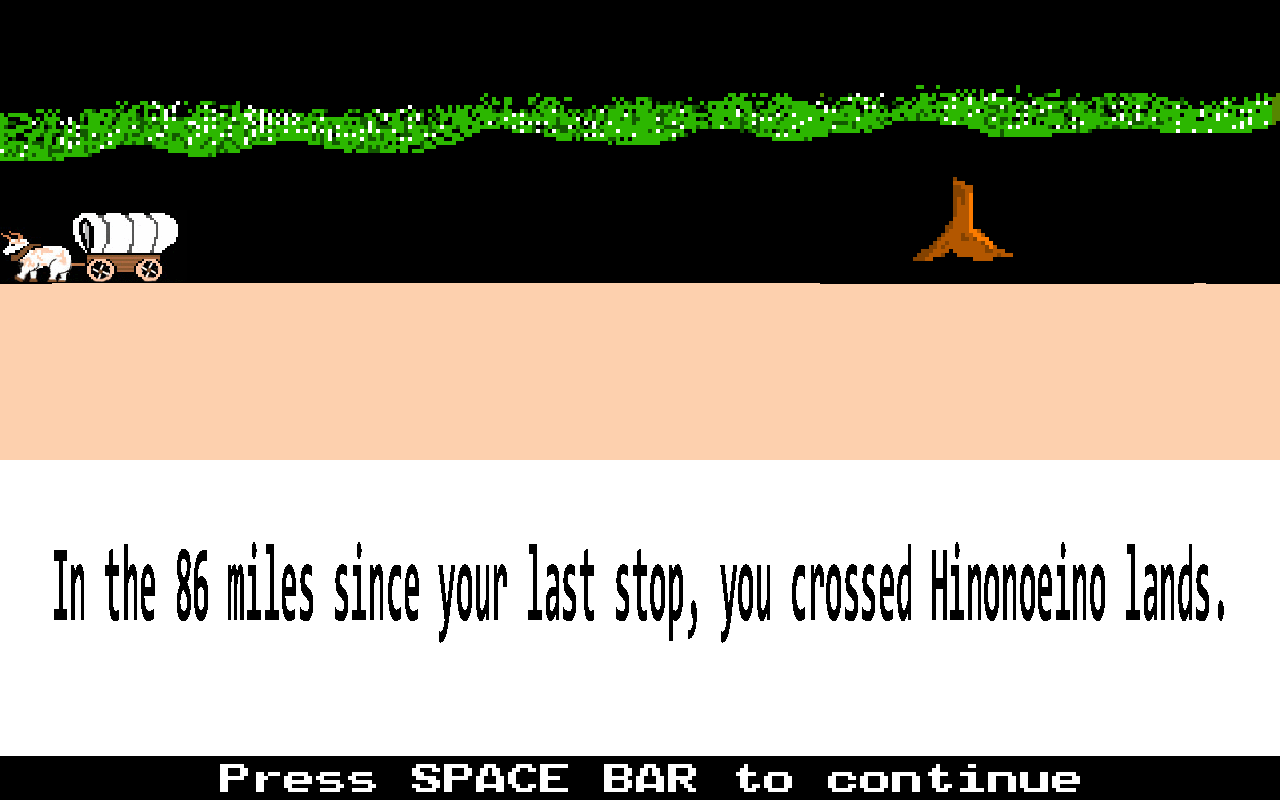 In the 86 miles since your last stop, you crossed Hinonoeino lands.
Press SPACE BAR to continue